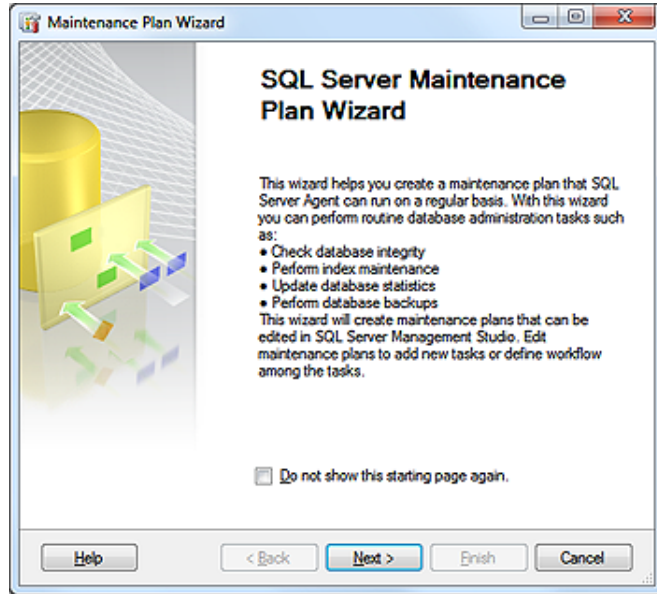 Maintenance Plan Wizard
SQL Server Maintenance
Plan Wizard
This wizard helps you create a maintenance plan that SQL
Server Agent can run on a regular basis. With this wizard
you can perform routine database administration tasks such
as:
● Check database integrity
● Perform index maintenance
● Update database statistics
● Perform database backups
This wizard will create maintenance plans that can be
edited in SQL Server Management Studio. Edit
maintenance plans to add new tasks or define workflow
among the tasks.
Do not show this starting page again.
Help
< Back
Next >
Finish
Cancel